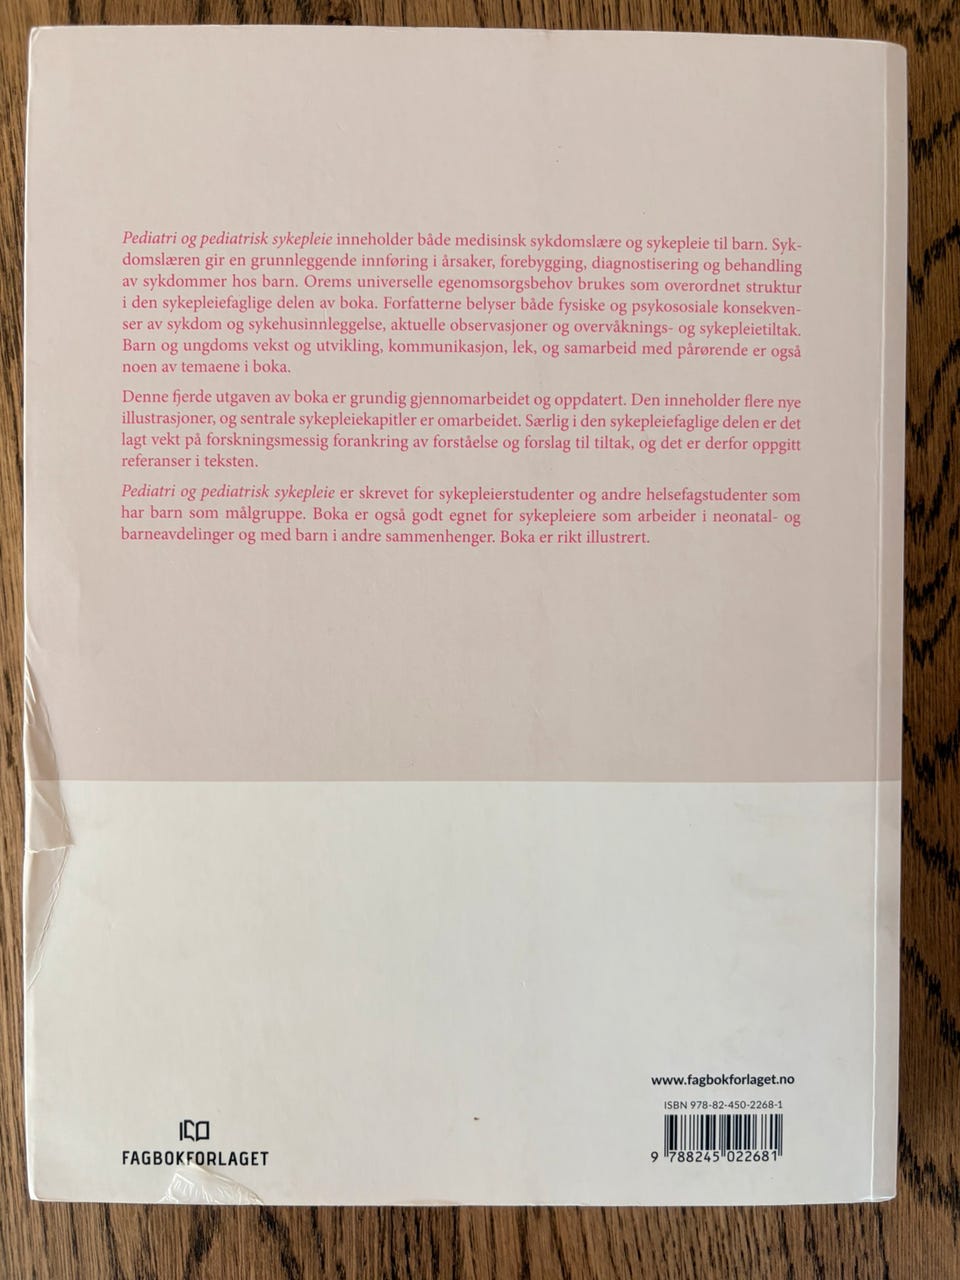 Pediatri og pediatrisk sykepleie inneholder både medisinsk sykdomslære og sykepleie til barn. Syk-
domslæren gir en grunnleggende innføring i årsaker, forebygging, diagnostisering og behandling
av sykdommer hos barn. Orems universelle egenomsorgsbehov brukes som overordnet struktur
i den sykepleiefaglige delen av boka. Forfatterne belyser både fysiske og psykososiale konsekven-
ser av sykdom og sykehusinnleggelse, aktuelle observasjoner og overvåknings- og sykepleietiltak.
Barn og ungdoms vekst og utvikling, kommunikasjon, lek, og samarbeid med pårørende er også
noen av temaene i boka.
Denne fjerde utgaven av boka er grundig gjennomarbeidet og oppdatert. Den inneholder flere nye
illustrasjoner, og sentrale sykepleiekapitler er omarbeidet. Særlig i den sykepleiefaglige delen er det
lagt vekt på forskningsmessig forankring av forståelse og forslag til tiltak, og det er derfor oppgitt
referanser i teksten.
Pediatri og pediatrisk sykepleie er skrevet for sykepleierstudenter og andre helsefagstudenter som
har barn som målgruppe. Boka er også godt egnet for sykepleiere som arbeider i neonatal- og
barneavdelinger og med barn i andre sammenhenger. Boka er rikt illustrert.
www.fagbokforlaget.no
ISBN 978-82-450-2268-1
9 788245 022681
FAGBOKFORLAGET